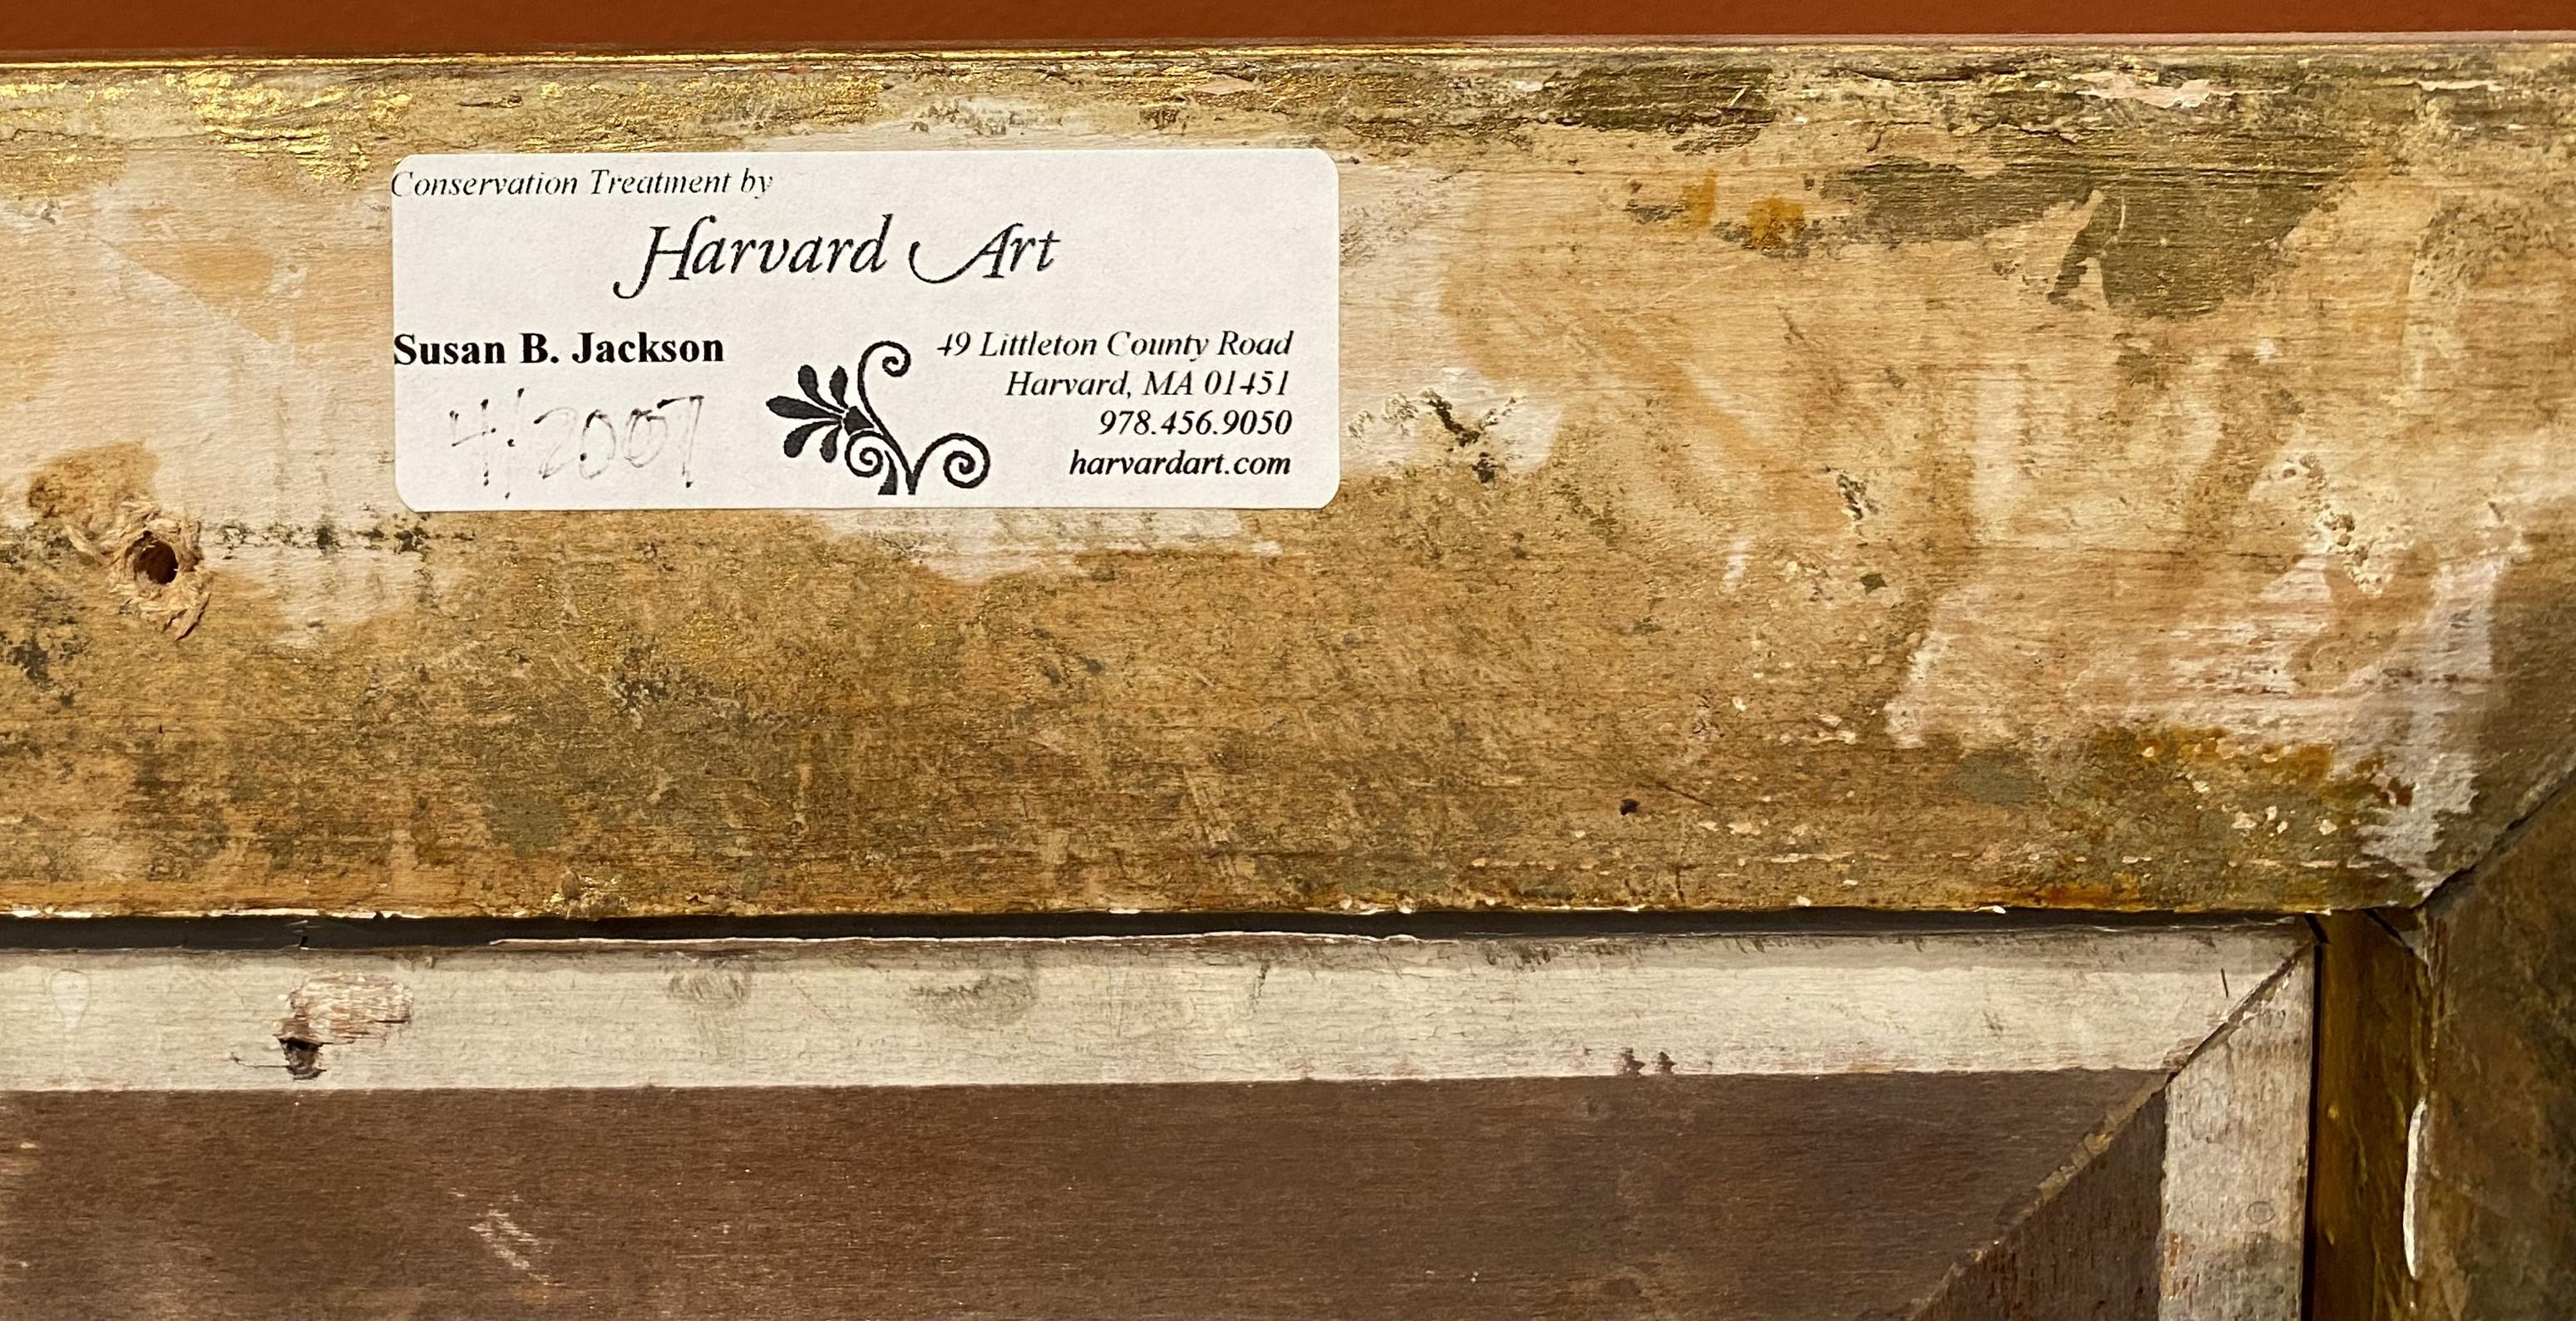 Conservation Treatment by
Harvard Art
Susan B. Jackson
4/2007
49 Littleton County Road
Harvard, MA 01451
978.456.9050
harvardart.com